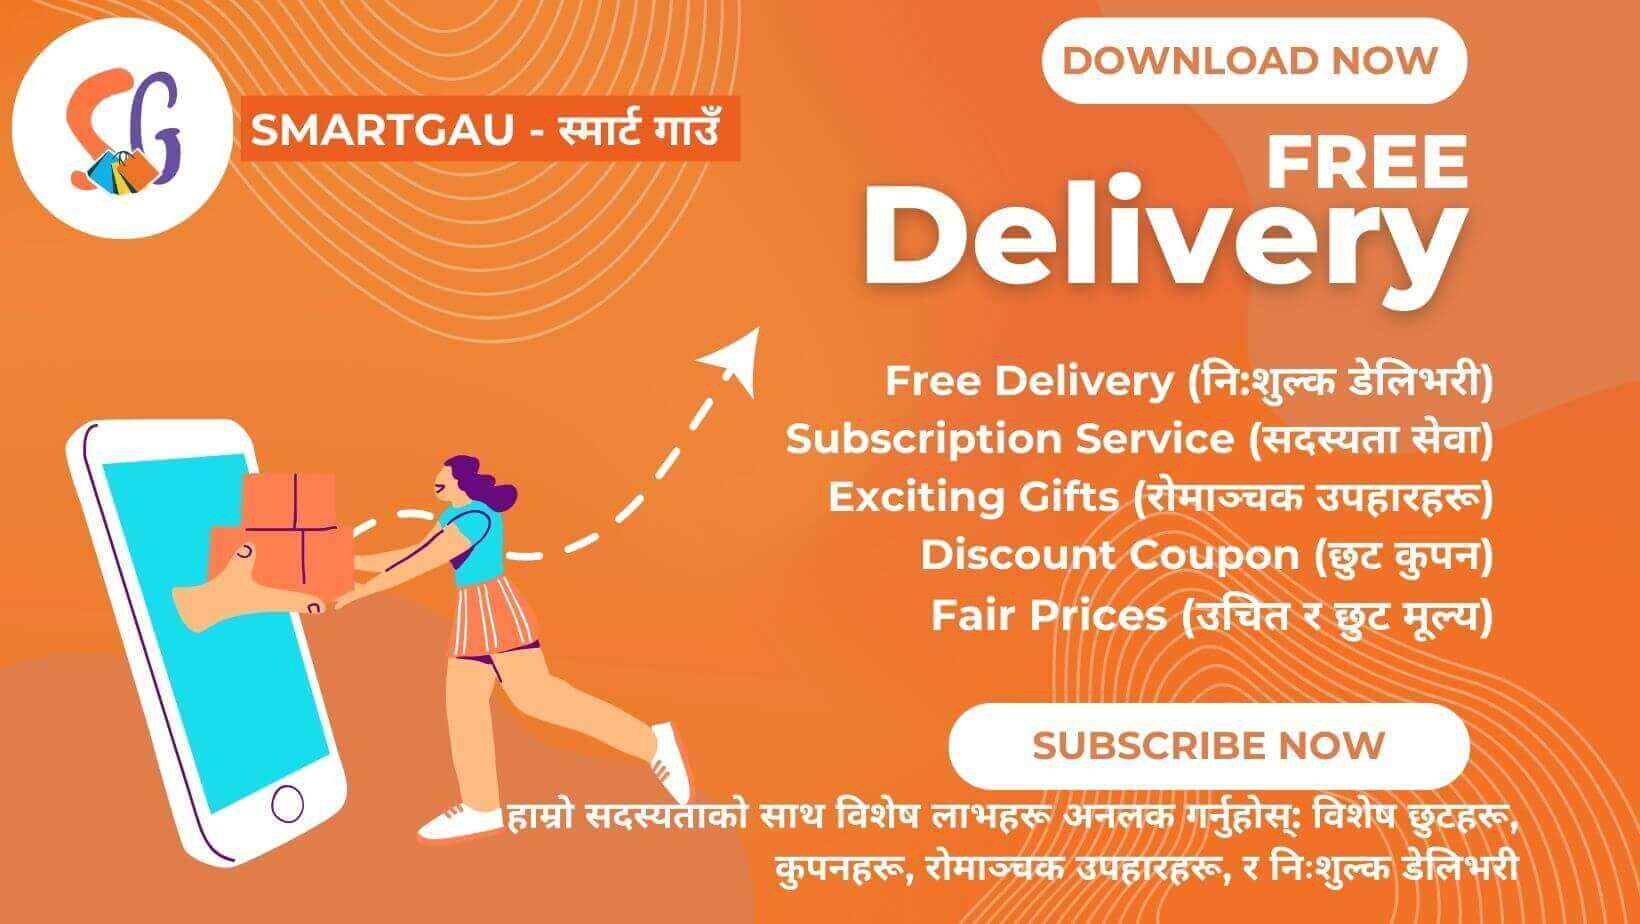 SG
SMARTGAU - स्मार्ट गाउँ
DOWNLOAD NOW
FREE
Delivery
Free Delivery (नि:शुल्क डेलिभरी)
Subscription Service (सदस्यता सेवा)
Exciting Gifts (रोमाञ्चक उपहारहरू)
Discount Coupon (छुट कुपन)
Fair Prices (उचित र छुट मूल्य)
SUBSCRIBE NOW
हाम्रो सदस्यताको साथ विशेष लाभहरू अनलक गर्नुहोस्: विशेष छुटहरू,
कुपनहरू, रोमाञ्चक उपहारहरू, र निःशुल्क डेलिभरी